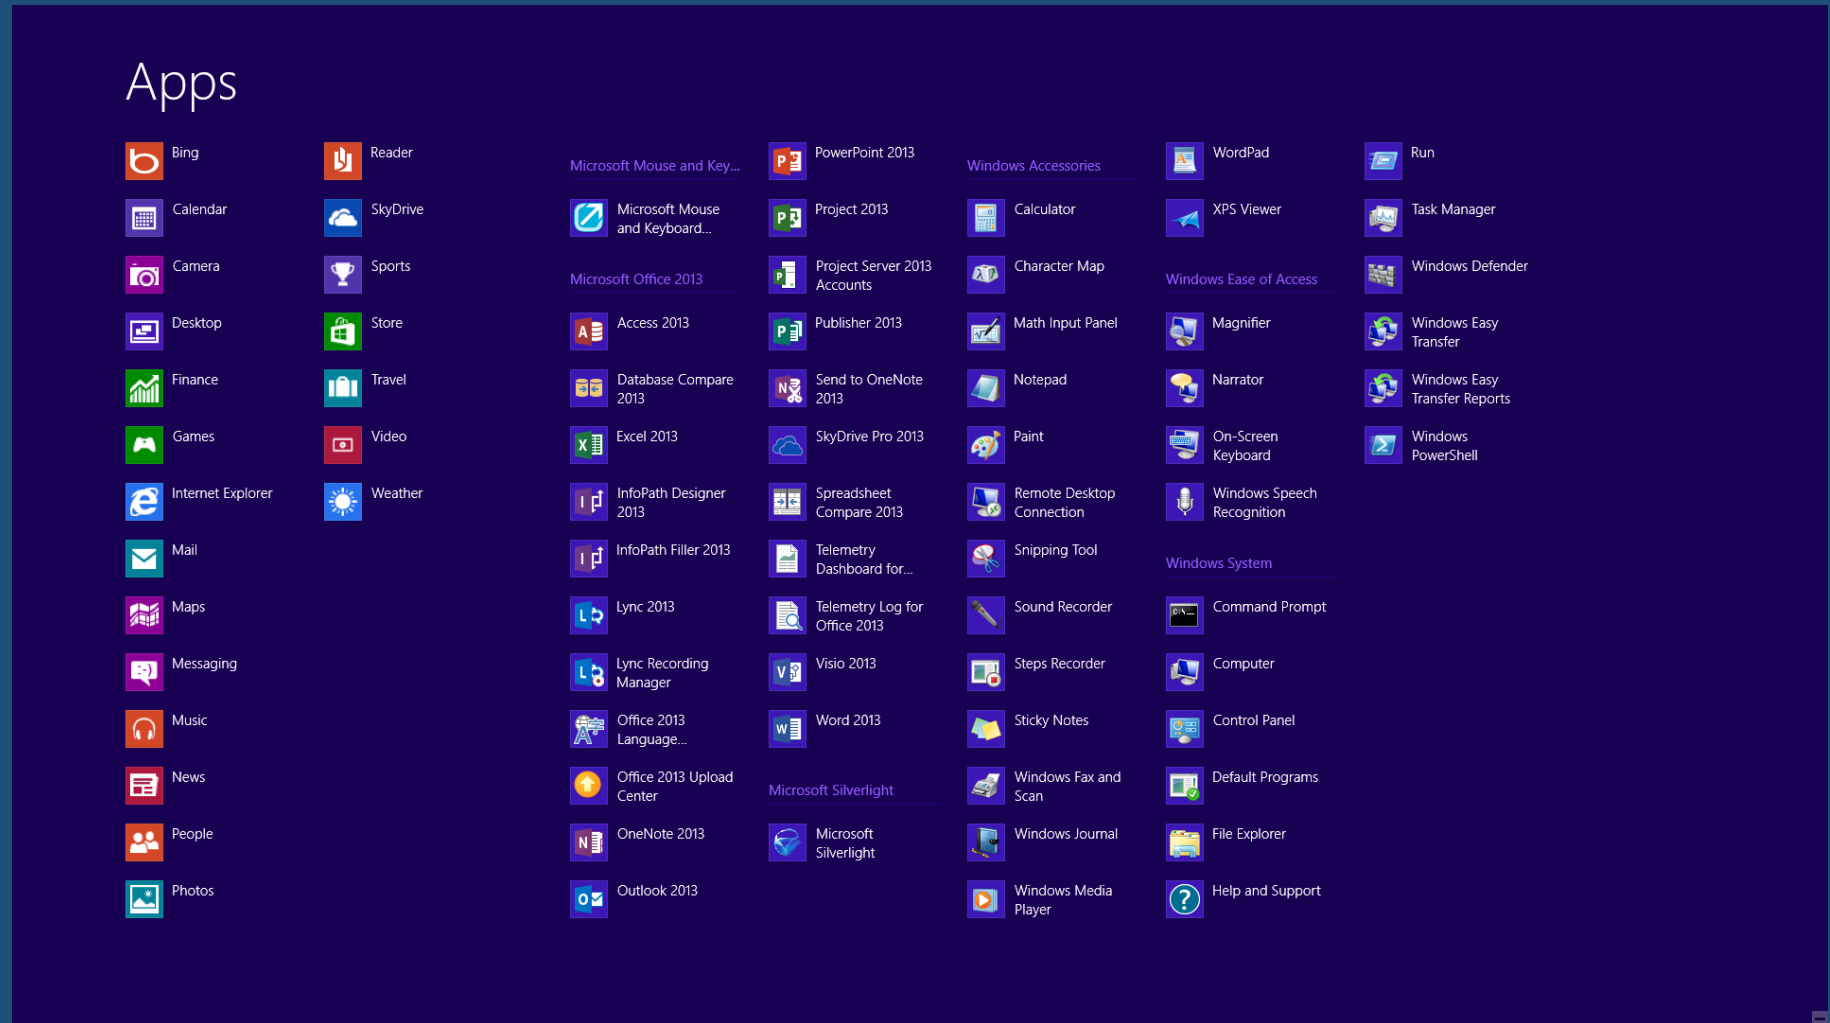 Apps
Bing
Calendar
Camera
Desktop
Finance
Games
Internet Explorer
Mail
Maps
Messaging
Music
News
People
Photos
Reader
SkyDrive
Sports
Store
Travel
Video
Weather
Microsoft Mouse and Key...
Microsoft Mouse
and Keyboard...
Microsoft Office 2013
Access 2013
Database Compare
2013
Excel 2013
InfoPath Designer
2013
InfoPath Filler 2013
Lync 2013
Lync Recording
Manager
Office 2013
Language...
Office 2013 Upload
Center
OneNote 2013
Outlook 2013
PowerPoint 2013
Project 2013
Project Server 2013
Accounts
Publisher 2013
Send to OneNote
2013
SkyDrive Pro 2013
Spreadsheet
Compare 2013
Telemetry
Dashboard for...
Telemetry Log for
Office 2013
Visio 2013
Word 2013
Microsoft Silverlight
Microsoft
Silverlight
Windows Accessories
Calculator
Character Map
Math Input Panel
Notepad
Paint
Remote Desktop
Connection
Snipping Tool
Sound Recorder
Steps Recorder
Sticky Notes
Windows Fax and
Scan
Windows Journal
Windows Media
Player
WordPad
XPS Viewer
Windows Ease of Access
Magnifier
Narrator
On-Screen
Keyboard
Windows Speech
Recognition
Windows System
Command Prompt
Computer
Control Panel
Default Programs
File Explorer
Help and Support
Run
Task Manager
Windows Defender
Windows Easy
Transfer
Windows Easy
Transfer Reports
Windows
PowerShell